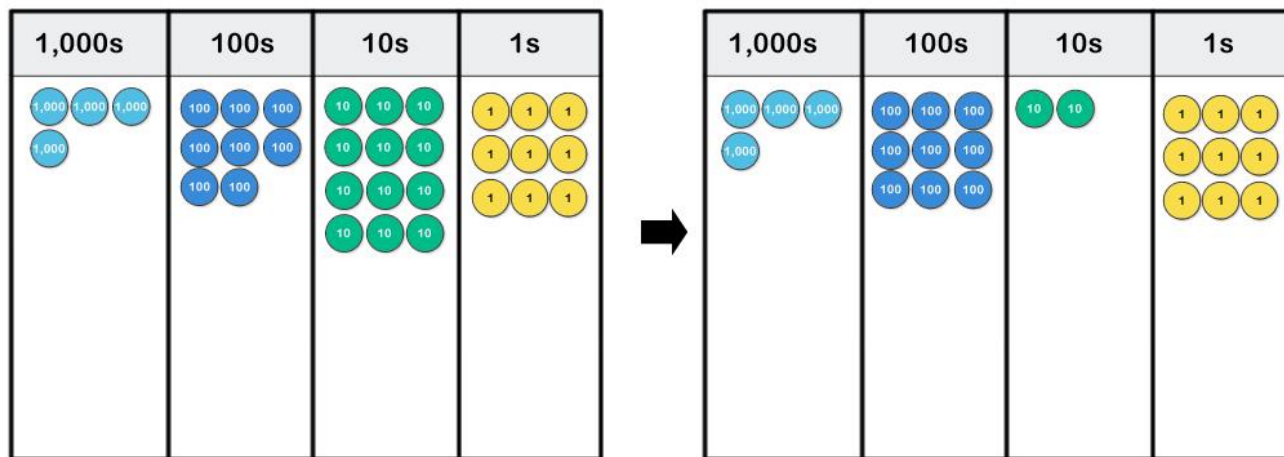 1,000s 100s 10s 1s
1,000 1,000 1,000 100 100 100 10 10 10 1 1 1
1,000 100 100 100 10 10 10 1 1 1
100 100 10 10 10 1 1 1
10 10 10
1,000s 100s 10s 1s
1,000 1,000 1,000 100 100 100 10 10 1 1 1
1,000 100 100 100 1 1 1
100 100 100 1 1 1